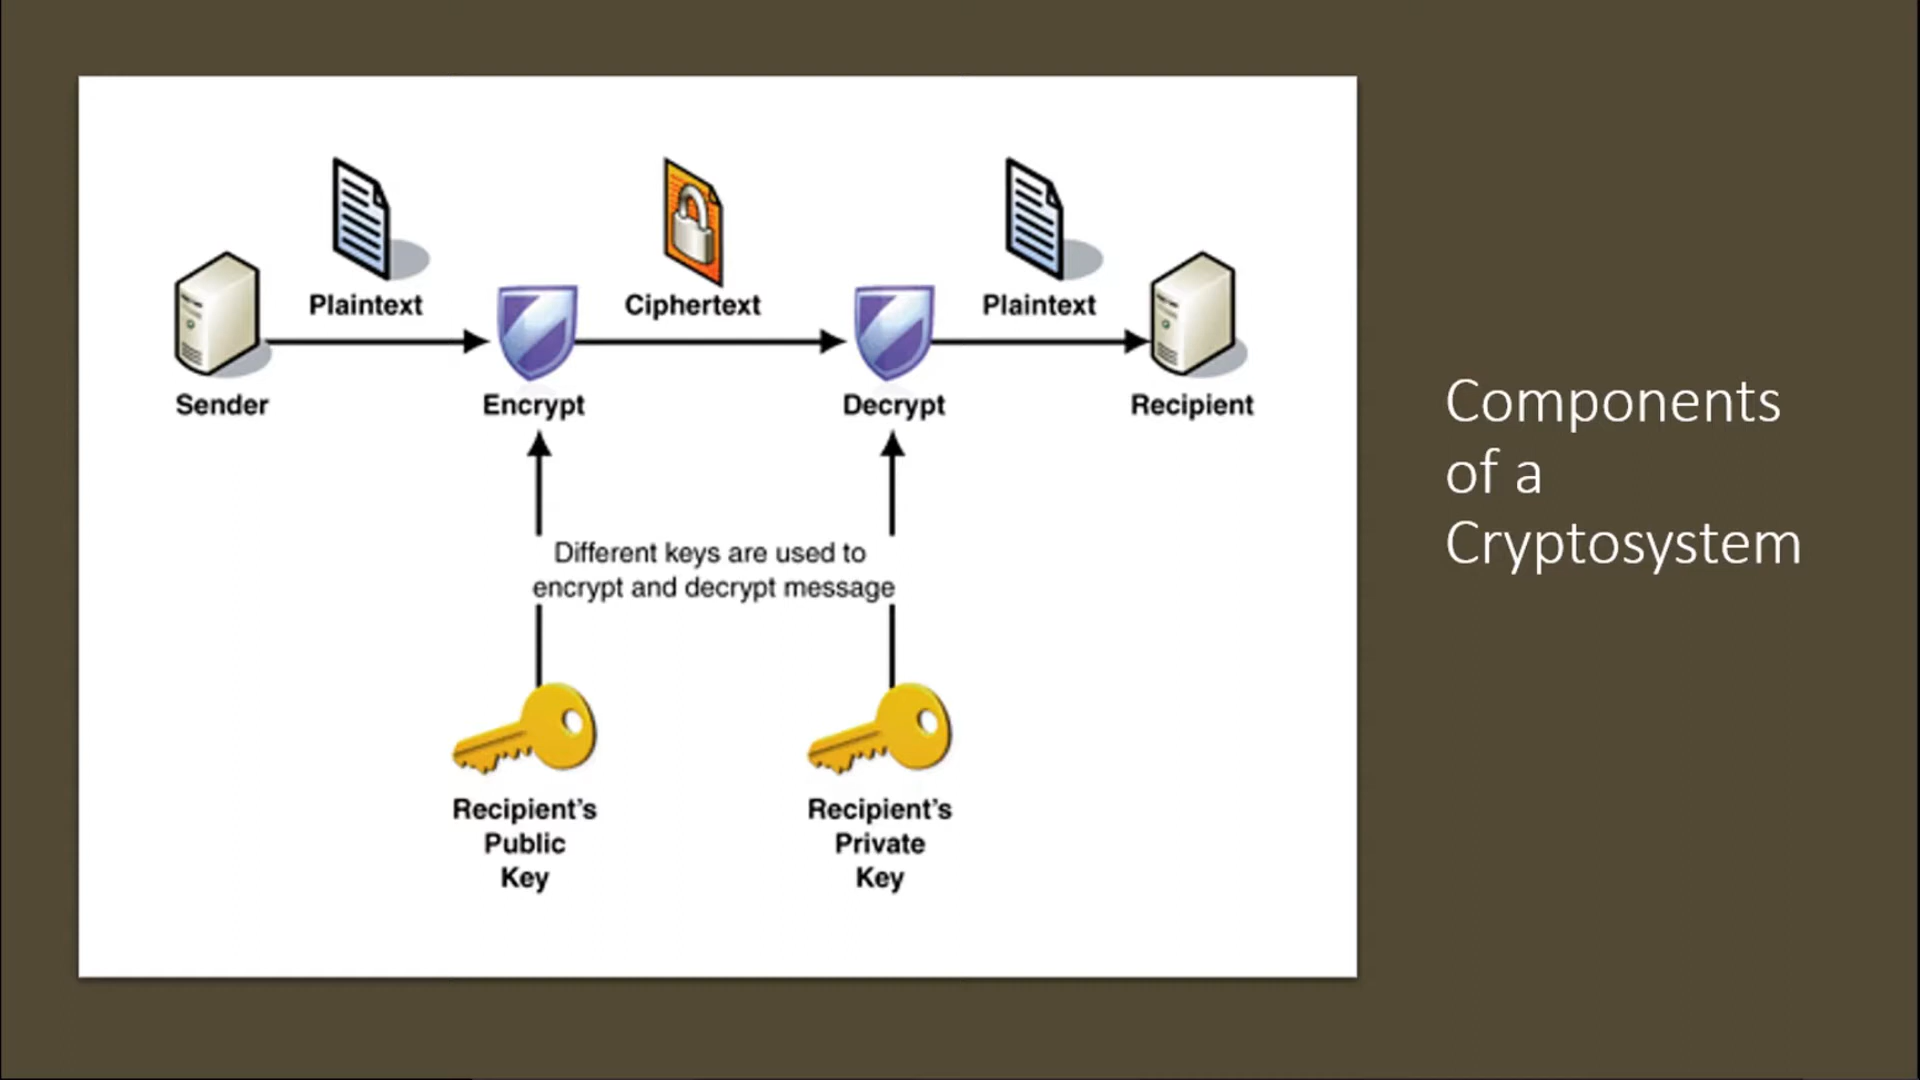 Plaintext
Ciphertext
Plaintext
Sender
Encrypt
Decrypt
Recipient
Different keys are used to
encrypt and decrypt message
Recipient's
Public
Key
Recipient's
Private
Key
Components
of a
Cryptosystem